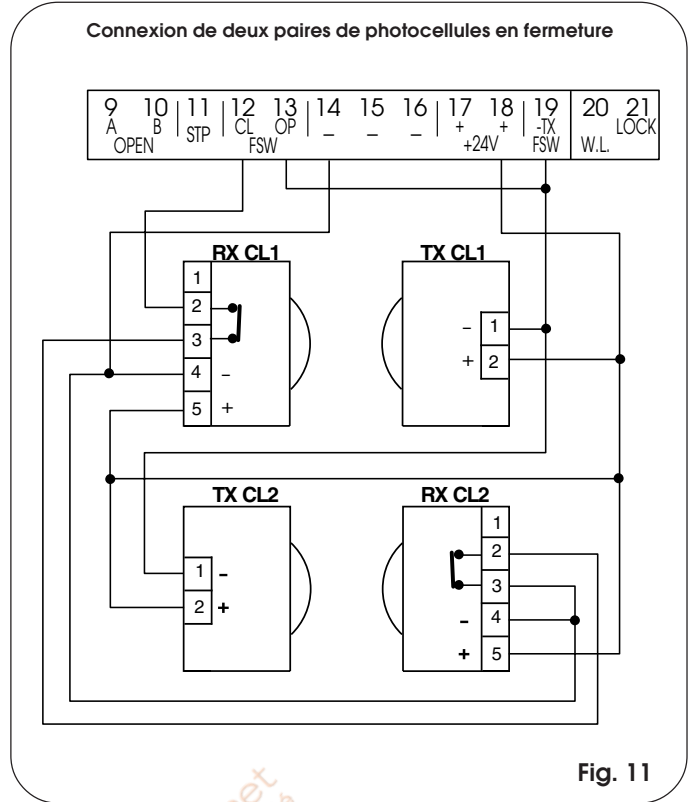 Connexion de deux paires de photocellules en fermeture
9 10 11 12 13 14 15 16 17 18 19 20 21
A B STP CL OP _ _ _ + + -TX LOCK
OPEN FSW +24V FSW W.L.
RX CL1 TX CL1
1
2
3
4 –
5 +
– 1
+ 2
TX CL2 RX CL2
1 -
2 +
1
2
3
- 4
+ 5
Fig. 11